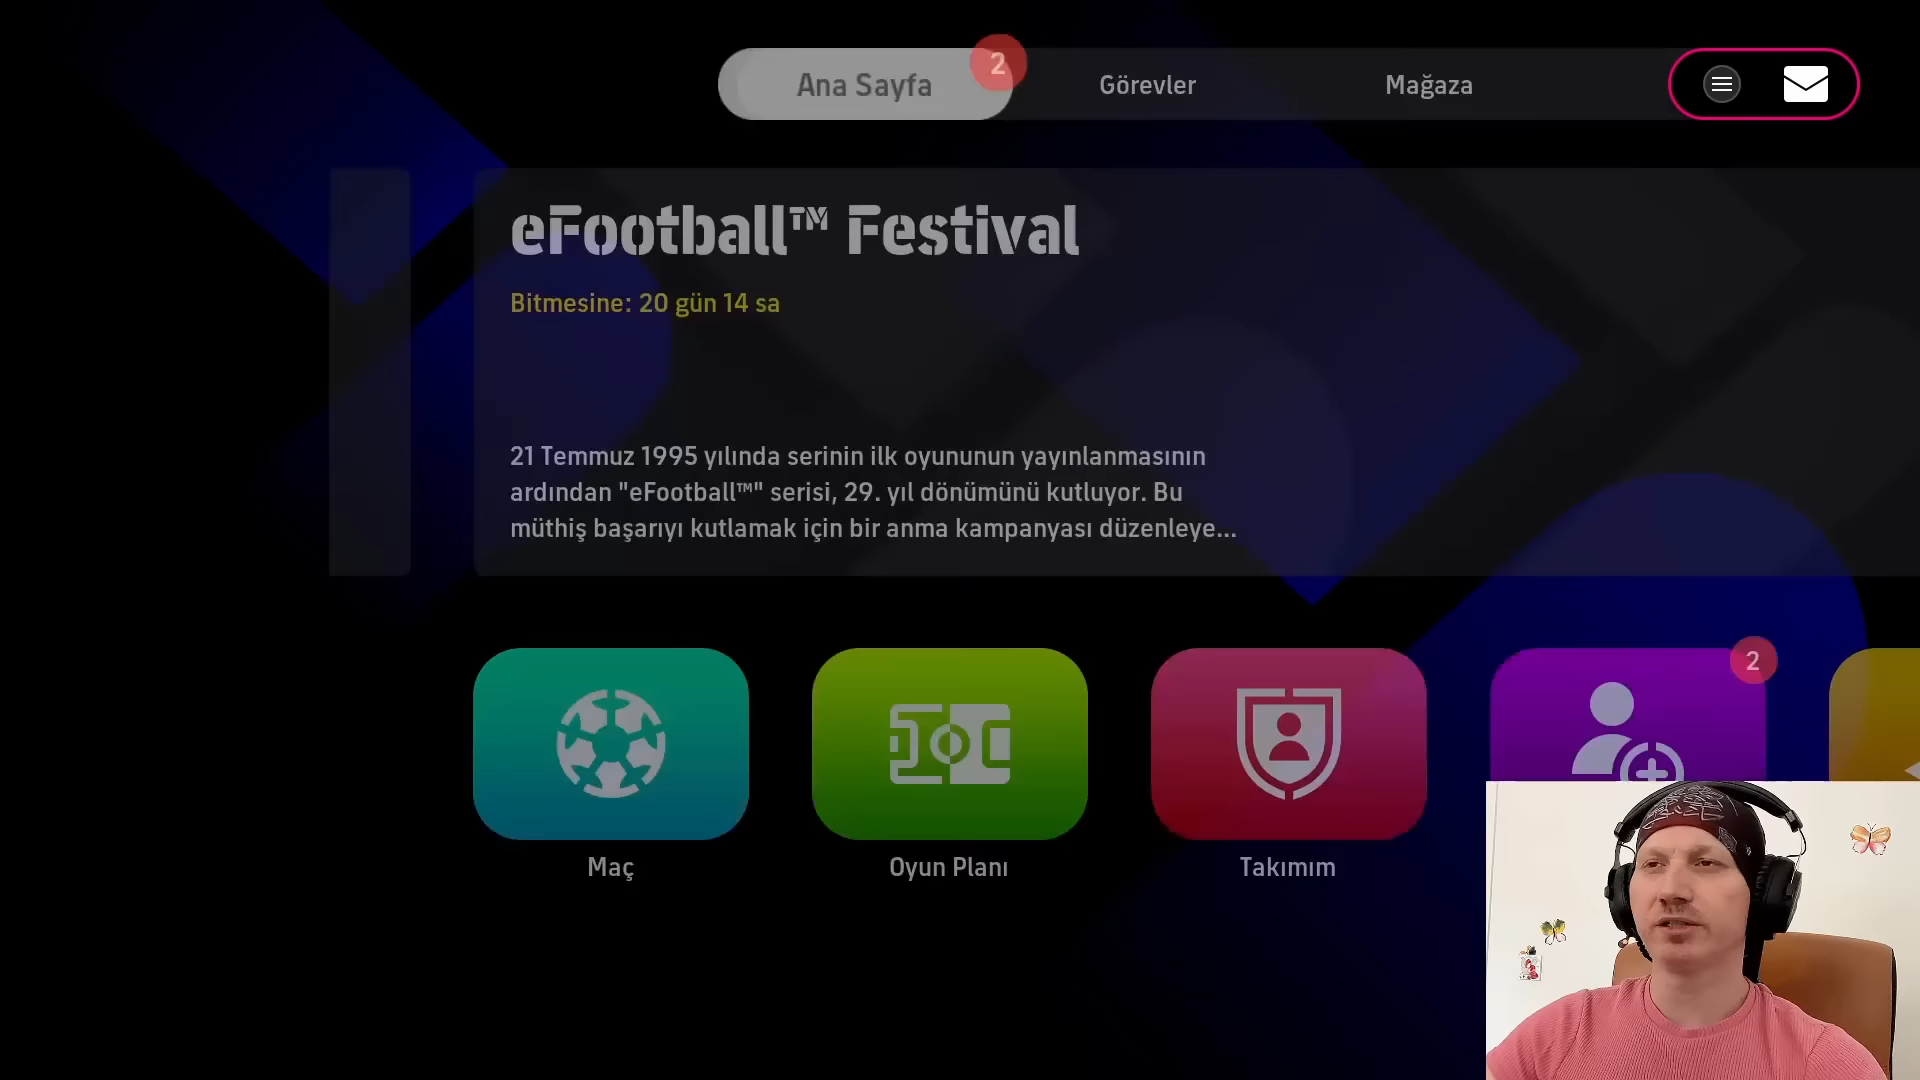 Ana Sayfa
2
Görevler
Mağaza
eFootball™ Festival
Bitmesine: 20 gün 14 sa
21 Temmuz 1995 yılında serinin ilk oyununun yayınlanmasının
ardından "eFootball™" serisi, 29. yıl dönümünü kutluyor. Bu
müthiş başarıyı kutlamak için bir anma kampanyası düzenleye...
2
Maç
Oyun Planı
Takımım